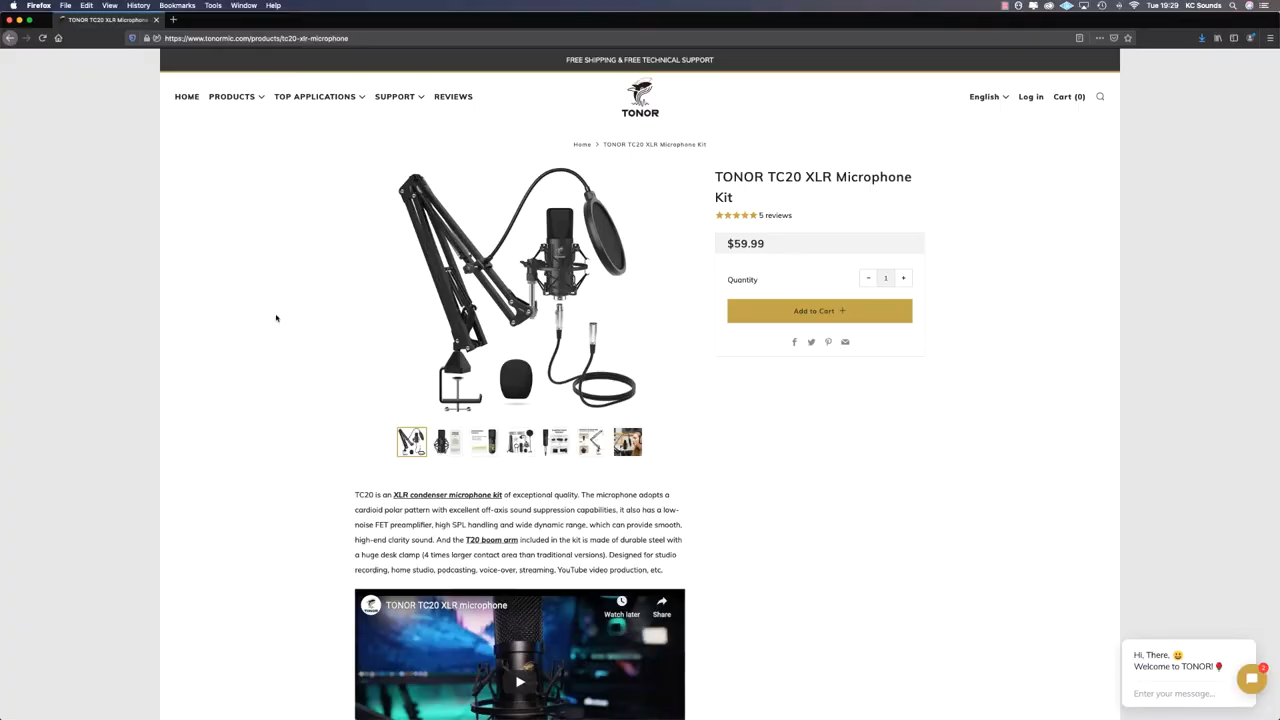 Firefox File Edit View History Bookmarks Tools Window Help
Tue 19:29 KC Sounds
TONOR TC20 XLR Microphone
https://www.tonormic.com/products/tc20-xlr-microphone
FREE SHIPPING & FREE TECHNICAL SUPPORT
HOME PRODUCTS TOP APPLICATIONS SUPPORT REVIEWS
TONOR
English Log in Cart (0)
Home > TONOR TC20 XLR Microphone Kit
TONOR TC20 XLR Microphone
Kit
5 reviews
$59.99
Quantity
− 1 +
Add to Cart +
TC20 is an XLR condenser microphone kit of exceptional quality. The microphone adopts a
cardioid polar pattern with excellent off-axis sound suppression capabilities, it also has a low-
noise FET preamplifier, high SPL handling and wide dynamic range, which can provide smooth,
high-end clarity sound. And the T20 boom arm included in the kit is made of durable steel with
a huge desk clamp (4 times larger contact area than traditional versions). Designed for studio
recording, home studio, podcasting, voice-over, streaming, YouTube video production, etc.
TONOR TC20 XLR microphone
Watch later Share
Hi, There, 😃
Welcome to TONOR!🎈
2
Enter your message...